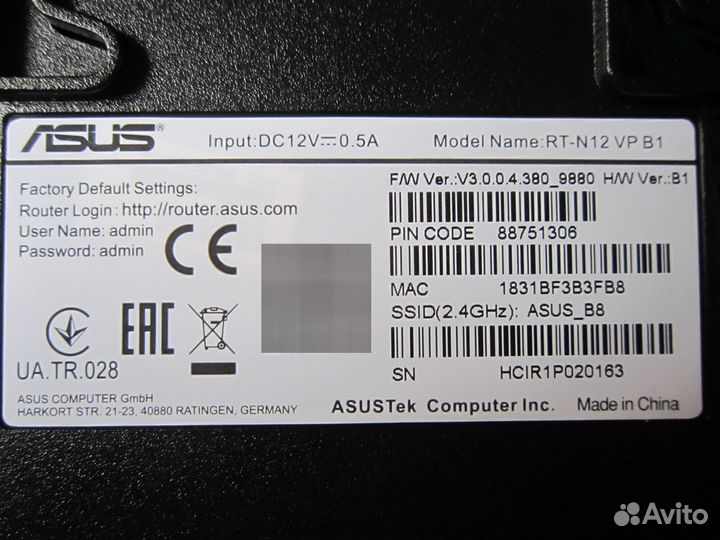 ASUS® Input:DC12V⎓0.5A Model Name:RT-N12 VP B1
Factory Default Settings:
Router Login: http://router.asus.com
User Name: admin
Password: admin
CE
F/W Ver.:V3.0.0.4.380_9880 H/W Ver.:B1
PIN CODE 88751306
MAC 1831BF3B3FB8
SSID(2.4GHz): ASUS_B8
SN HCIR1P020163
EAC
UA.TR.028
ASUS COMPUTER GmbH
HARKORT STR. 21-23, 40880 RATINGEN, GERMANY
ASUSTek Computer Inc. Made in China
Avito